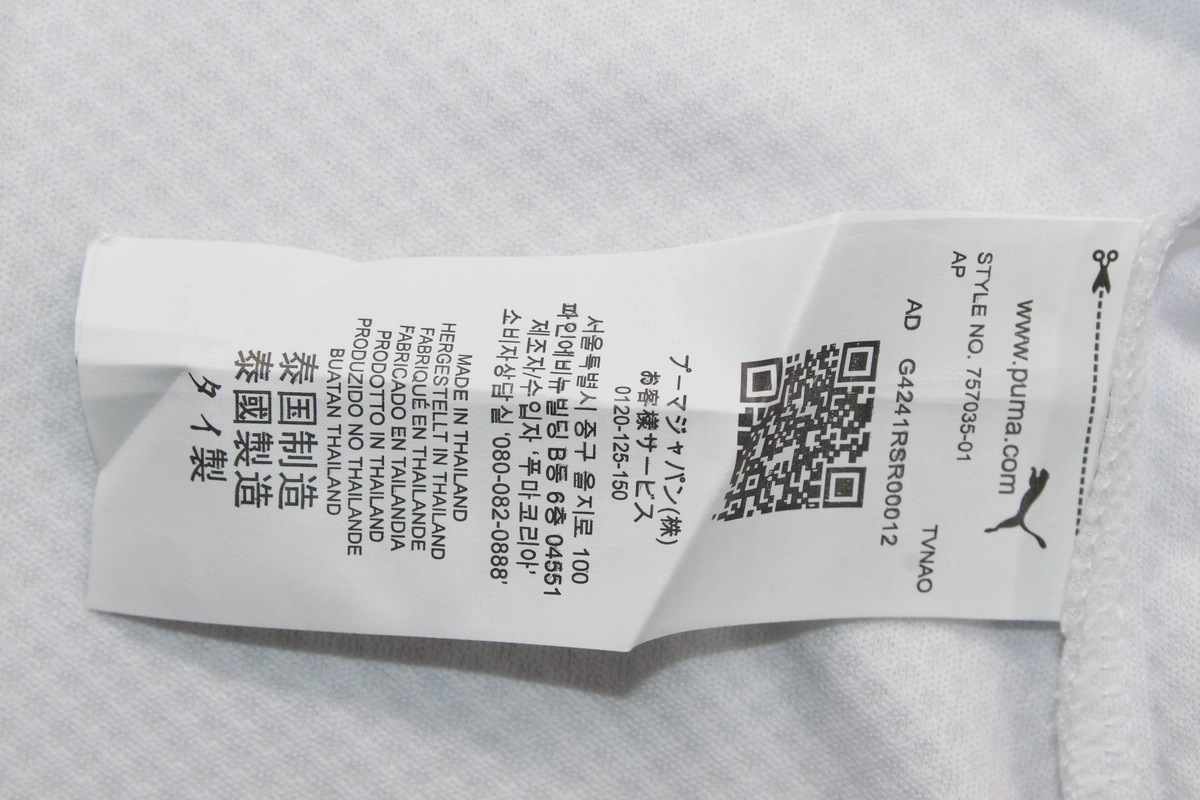 www.puma.com
STYLE NO. 757035-01
AP
TVNAO
AD G4241RSR00012
プーマジャパン(株)
お客様サービス
0120-125-150
서울특별시 중구 을지로 100
파인에비뉴빌딩 B동 6층 04551
제조자/수입자 '푸마코리아'
소비자상담실 '080-082-0888'
MADE IN THAILAND
HERGESTELLT IN THAILAND
FABRIQUÉ EN THAILANDE
FABRICADO EN TAILANDIA
PRODOTTO IN THAILAND
PRODUZIDO NO THAILANDE
BUATAN THAILAND
泰国制造
泰國製造
タイ製